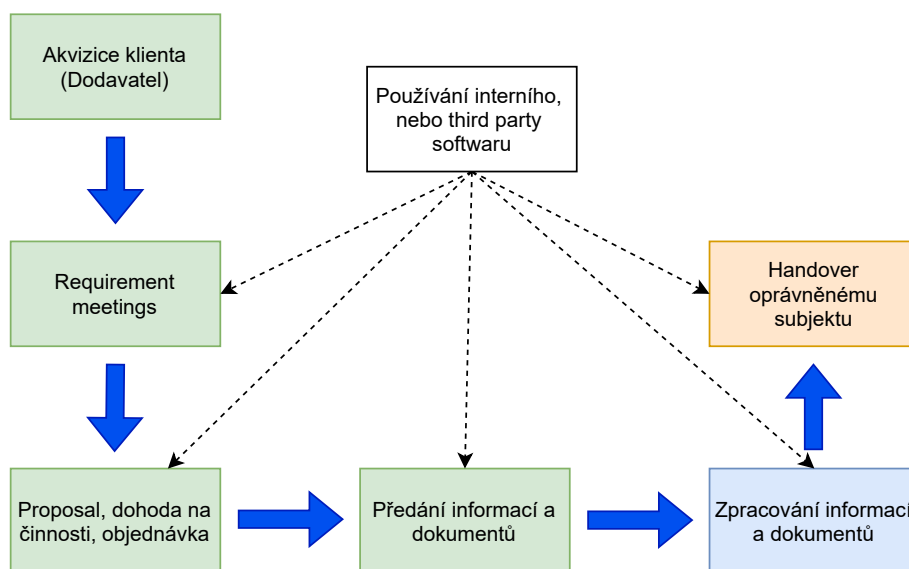 Akvizice klienta
(Dodavatel)
Používání interního,
nebo third party
softwaru
Requirement
meetings
Handover
oprávněnému
subjektu
Proposal, dohoda na
činnosti, objednávka
Předání informací a
dokumentů
Zpracování informací
a dokumentů